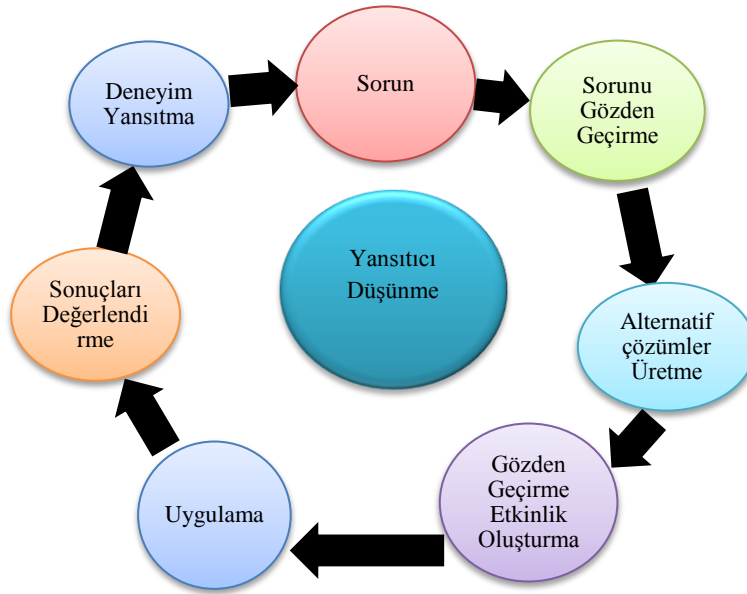 Sorun
Sorunu
Gözden
Geçirme
Alternatif
çözümler
Üretme
Gözden
Geçirme
Etkinlik
Oluşturma
Uygulama
Sonuçları
Değerlendi
rme
Deneyim
Yansıtma
Yansıtıcı
Düşünme